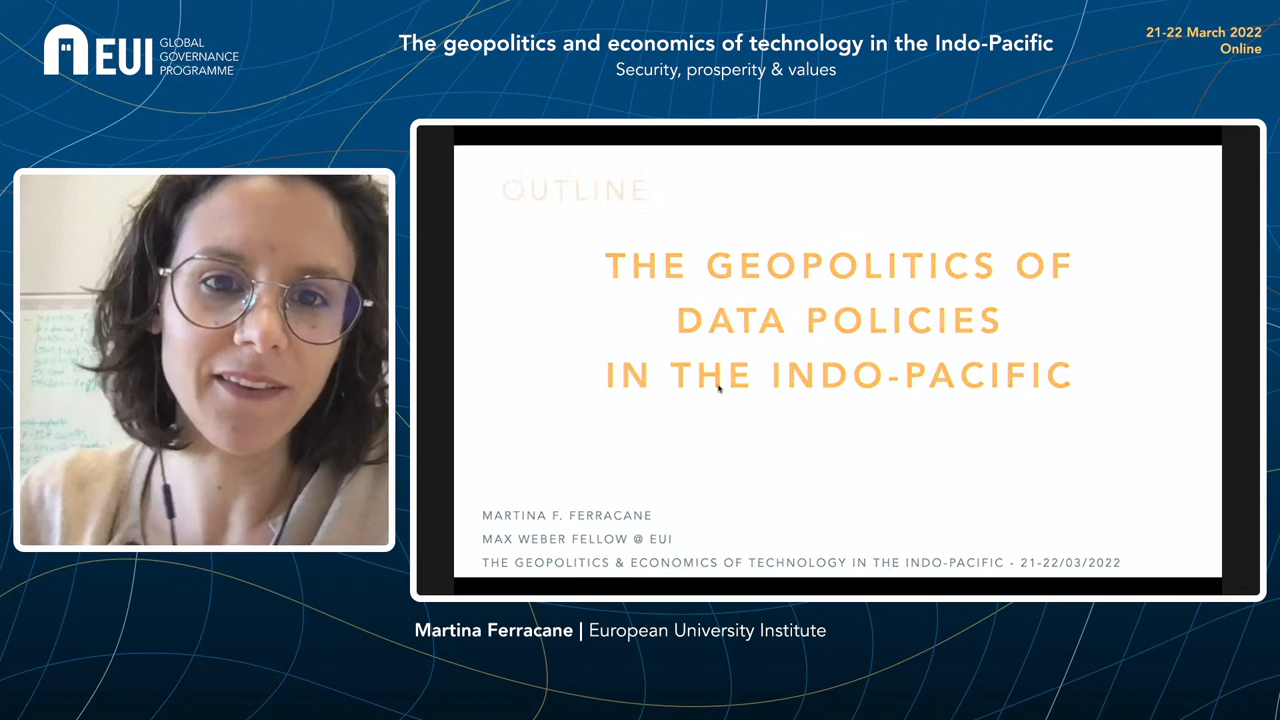 EUI
GLOBAL
GOVERNANCE
PROGRAMME
The geopolitics and economics of technology in the Indo-Pacific
Security, prosperity & values
21-22 March 2022
Online
OUTLINE
THE GEOPOLITICS OF
DATA POLICIES
IN THE INDO-PACIFIC
MARTINA F. FERRACANE
MAX WEBER FELLOW @ EUI
THE GEOPOLITICS & ECONOMICS OF TECHNOLOGY IN THE INDO-PACIFIC - 21-22/03/2022
Martina Ferracane | European University Institute